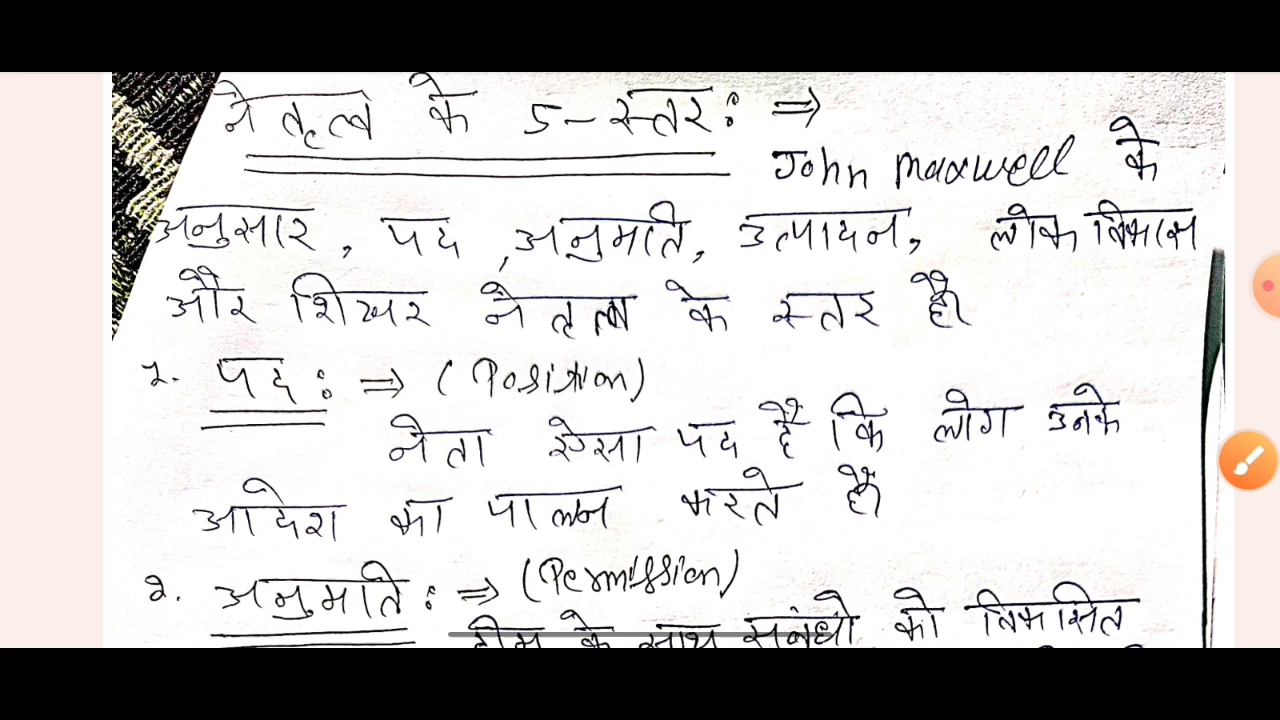 नेतृत्व के 5-स्तर : ⇒
John Maxwell के
अनुसार, पद, अनुमति, उत्पादन, लोक विकास
और शिखर नेतृत्व के स्तर है।
1. पद : ⇒ (Position)
नेता ऐसा पद है कि लोग उनके
आदेश का पालन करते है।
2. अनुमति : ⇒ (Permission)
टीम के साथ संबंधो को विकसित